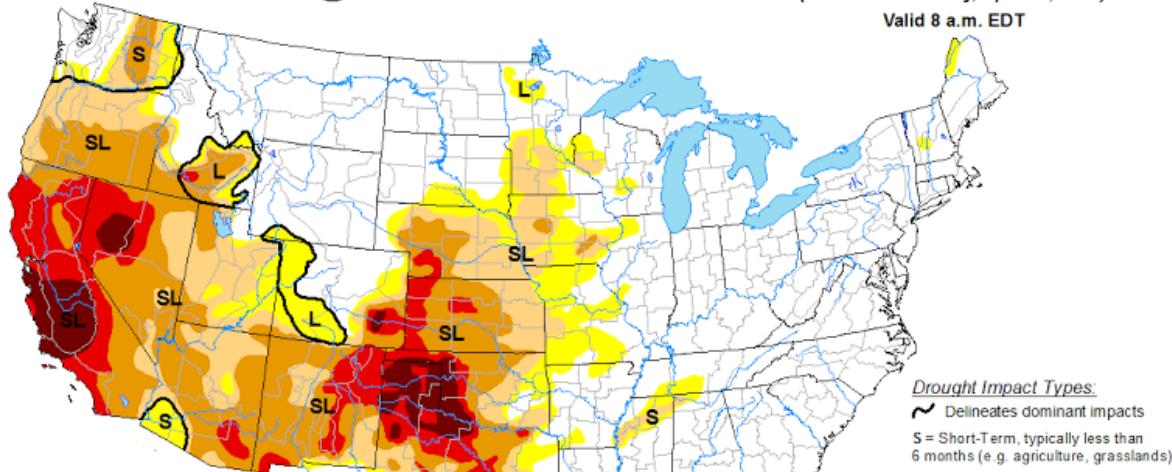 Valid 8 a.m. EDT
S
L
SL
L
SL
SL
SL
L
SL
SL
S
S
Drought Impact Types:
Delineates dominant impacts
S = Short-Term, typically less than
6 months (e.g. agriculture, grasslands)